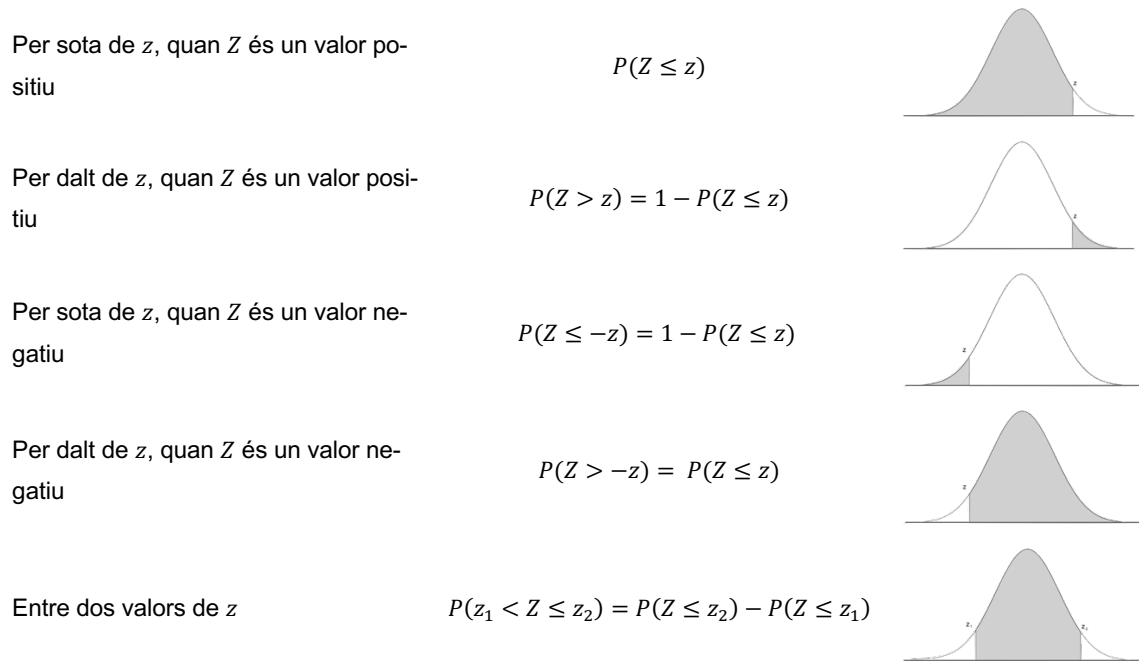 Per sota de z, quan Z és un valor po-
sitiu
P(Z ≤ z)
z
Per dalt de z, quan Z és un valor posi-
tiu
P(Z > z) = 1 − P(Z ≤ z)
z
Per sota de z, quan Z és un valor ne-
gatiu
P(Z ≤ −z) = 1 − P(Z ≤ z)
z
Per dalt de z, quan Z és un valor ne-
gatiu
P(Z > −z) = P(Z ≤ z)
z
Entre dos valors de z
P(z₁ < Z ≤ z₂) = P(Z ≤ z₂) − P(Z ≤ z₁)
z₁ z₂